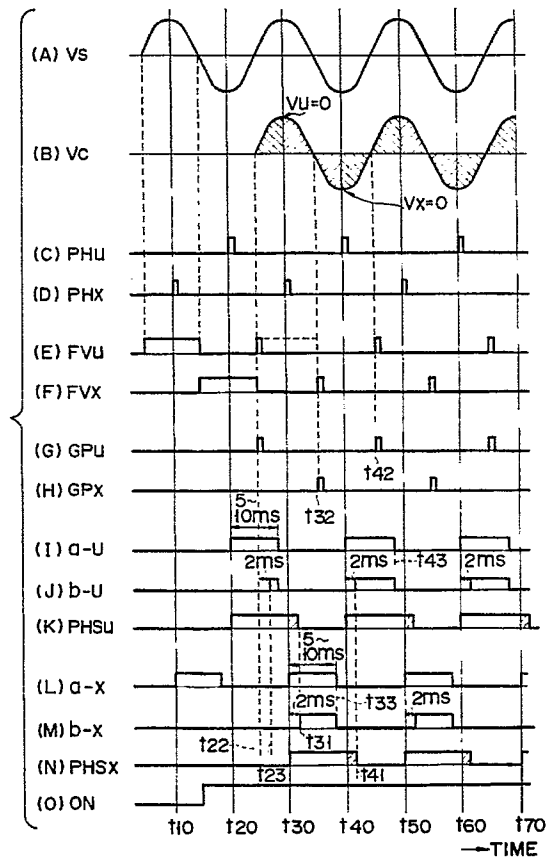 (A) Vs
VU=0
(B) Vc
VX=0
(C) PHU
(D) PHX
(E) FVU
(F) FVX
(G) GPU
t42
(H) GPX
t32
5~
10ms
(I) a-U
2ms
2ms
t43
2ms
(J) b-U
(K) PHSU
5~
10ms
(L) a-X
2ms
t33
2ms
(M) b-X
t31
t22
(N) PHSX
t23
t41
(O) ON
t10 t20 t30 t40 t50 t60 t70
→TIME